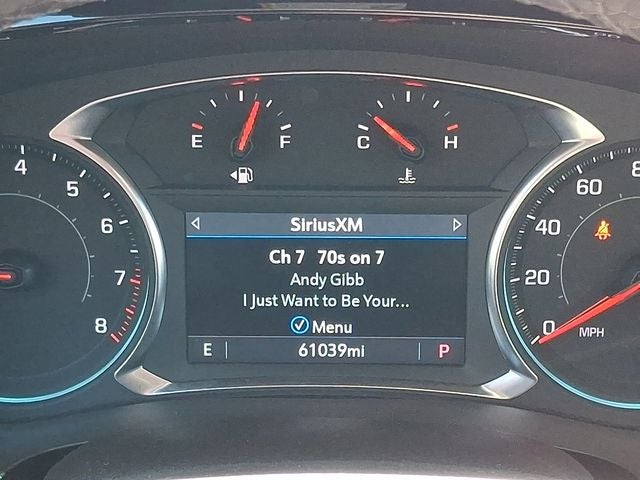 E F
C H
4
5
6
7
8
SiriusXM
Ch 7 70s on 7
Andy Gibb
I Just Want to Be Your...
Menu
E 61039mi P
60
40
20
0
MPH